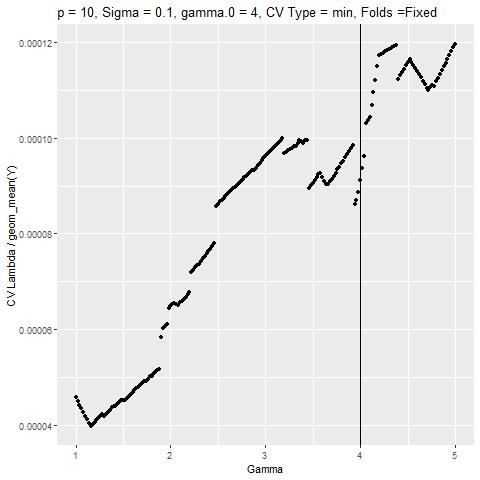 p = 10, Sigma = 0.1, gamma.0 = 4, CV Type = min, Folds =Fixed
CV Lambda / geom_mean(Y)
0.00012
0.00010
0.00008
0.00006
0.00004
1 2 3 4 5
Gamma